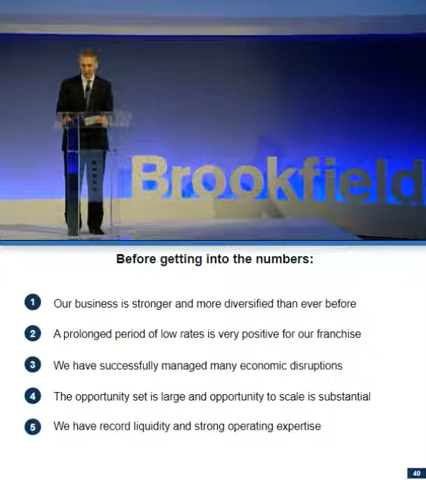 Brookfield
Before getting into the numbers:
1 Our business is stronger and more diversified than ever before
2 A prolonged period of low rates is very positive for our franchise
3 We have successfully managed many economic disruptions
4 The opportunity set is large and opportunity to scale is substantial
5 We have record liquidity and strong operating expertise
40